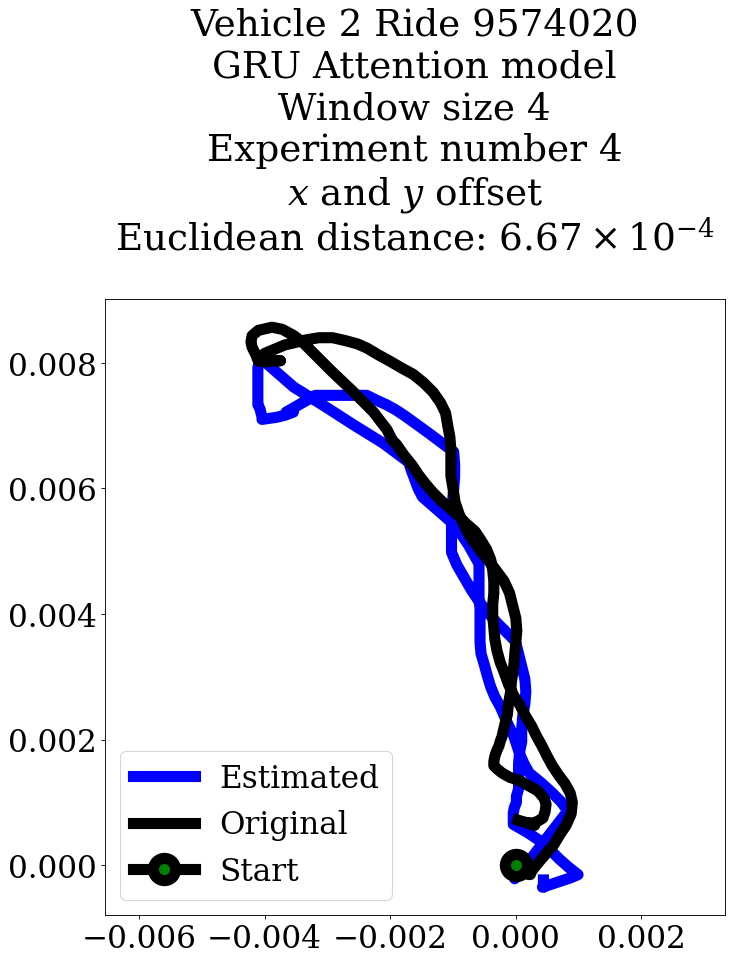 Vehicle 2 Ride 9574020
GRU Attention model
Window size 4
Experiment number 4
x and y offset
Euclidean distance: 6.67 × 10⁻⁴
0.008
0.006
0.004
0.002
0.000
Estimated
Original
Start
−0.006 −0.004 −0.002 0.000 0.002